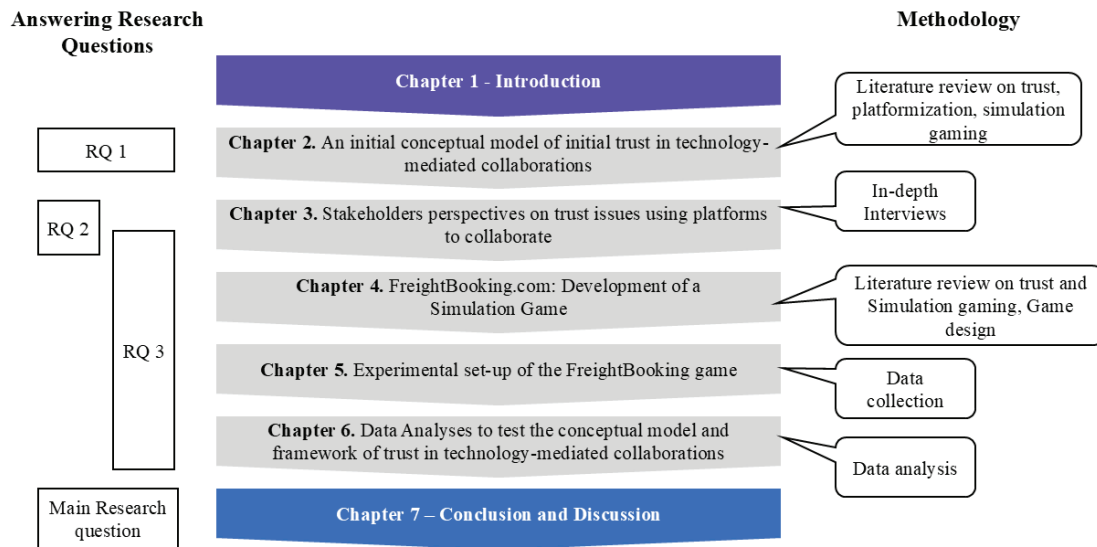 Answering Research
Questions
Methodology
Chapter 1 - Introduction
Literature review on trust,
platformization, simulation
gaming
RQ 1
Chapter 2. An initial conceptual model of initial trust in technology-
mediated collaborations
In-depth
Interviews
RQ 2
Chapter 3. Stakeholders perspectives on trust issues using platforms
to collaborate
RQ 3
Chapter 4. FreightBooking.com: Development of a
Simulation Game
Literature review on trust and
Simulation gaming, Game
design
Chapter 5. Experimental set-up of the FreightBooking game
Data
collection
Chapter 6. Data Analyses to test the conceptual model and
framework of trust in technology-mediated collaborations
Data analysis
Main Research
question
Chapter 7 – Conclusion and Discussion